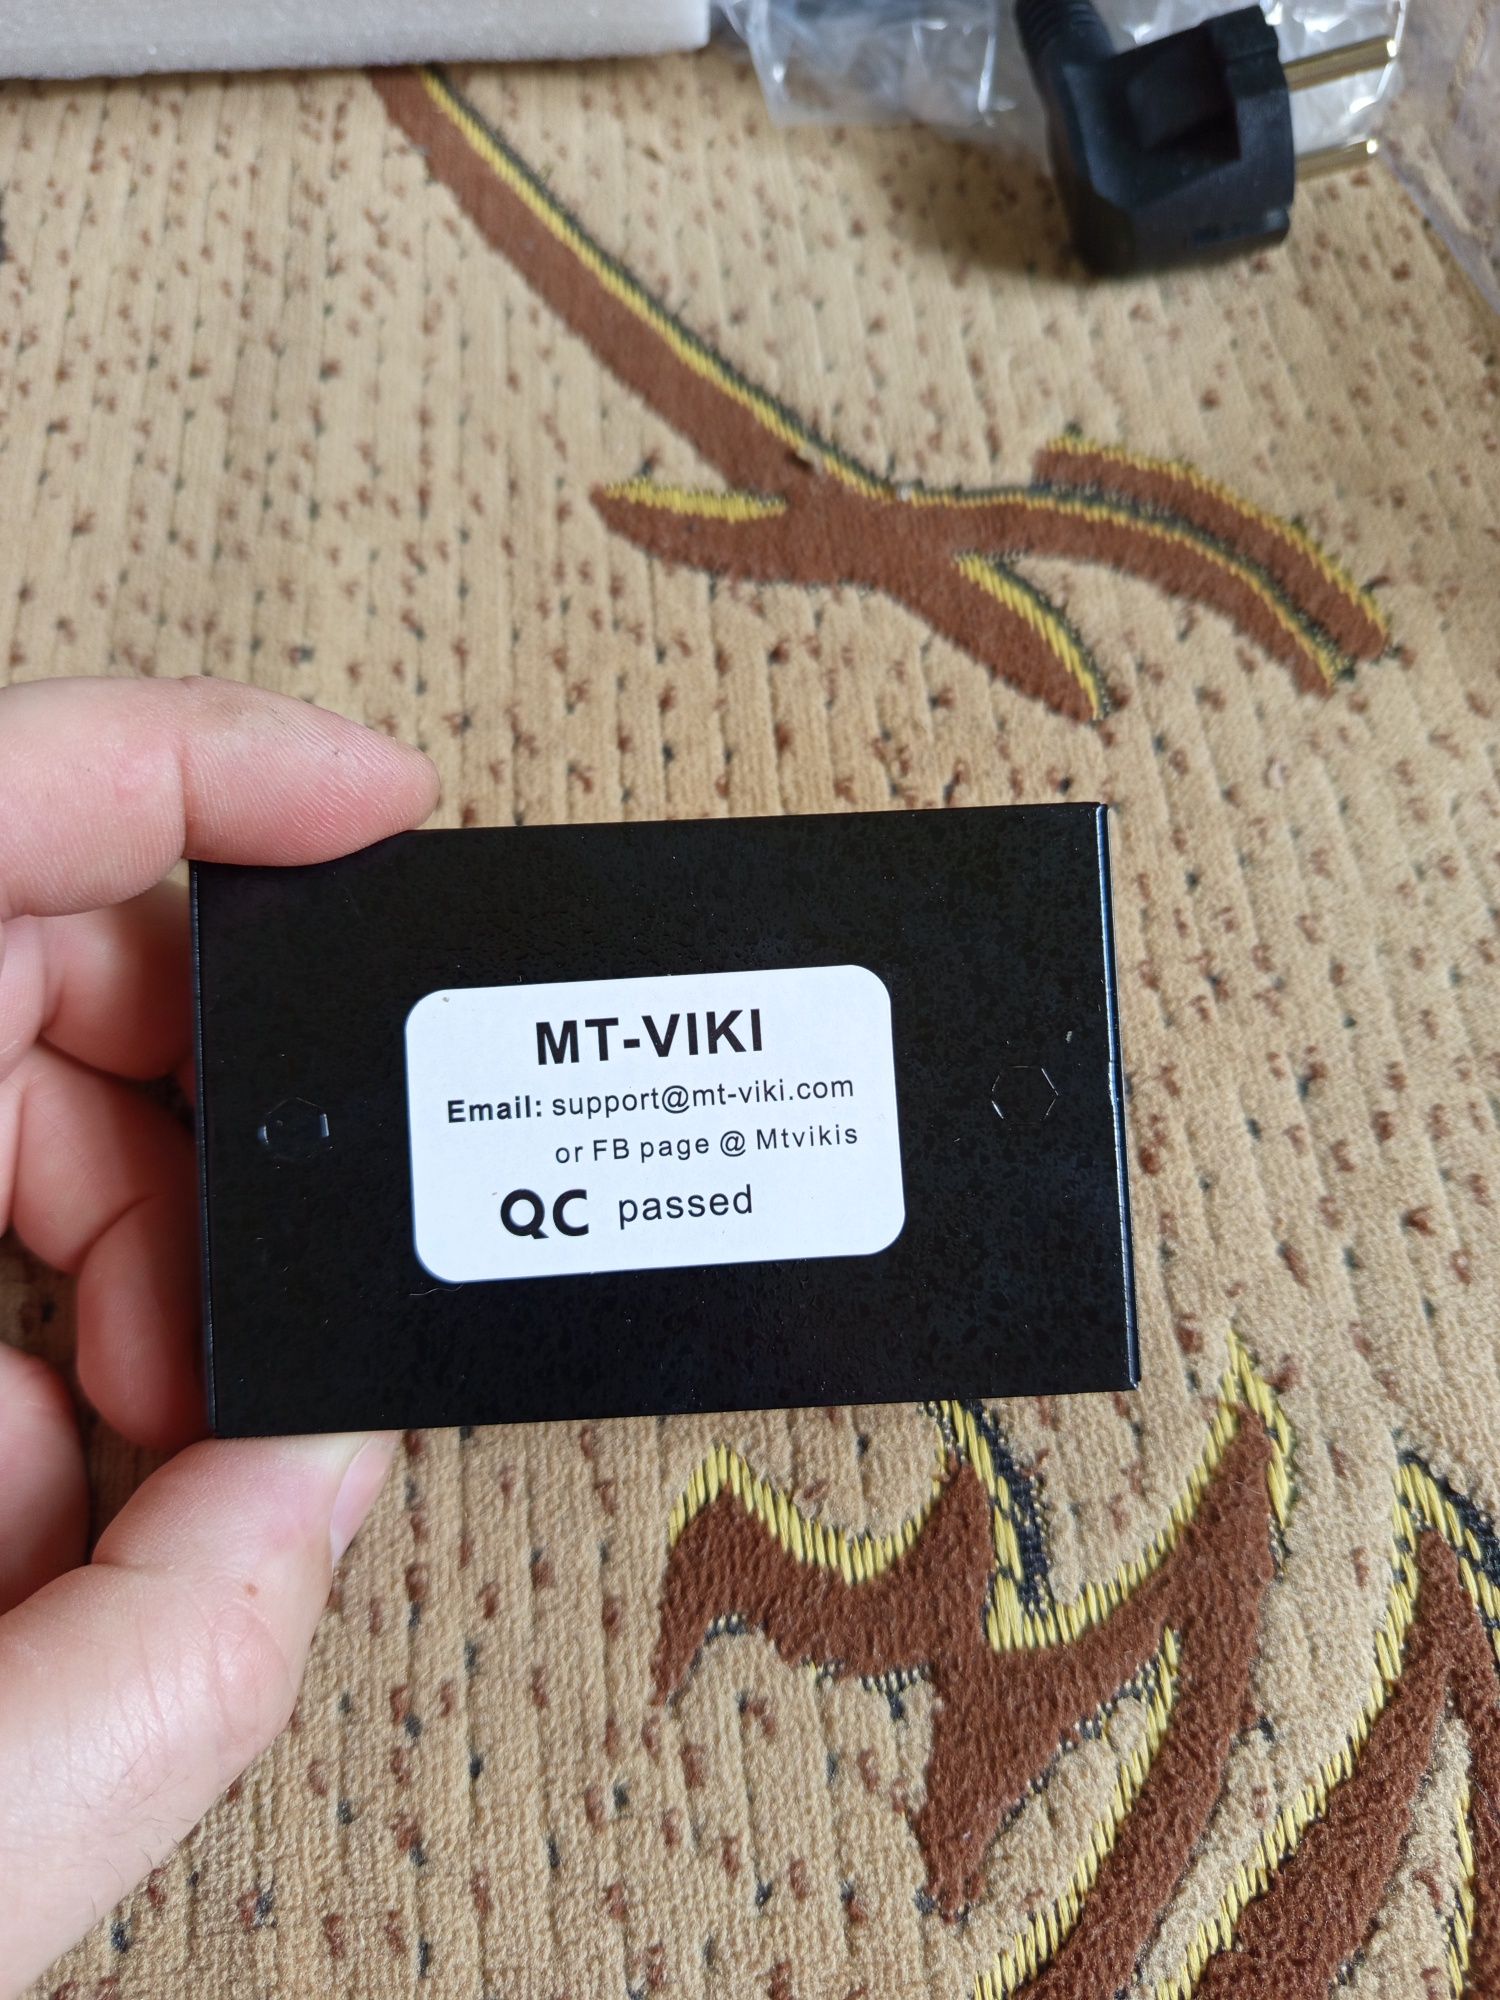 MT-VIKI
Email: support@mt-viki.com
or FB page @ Mtvikis
QC passed